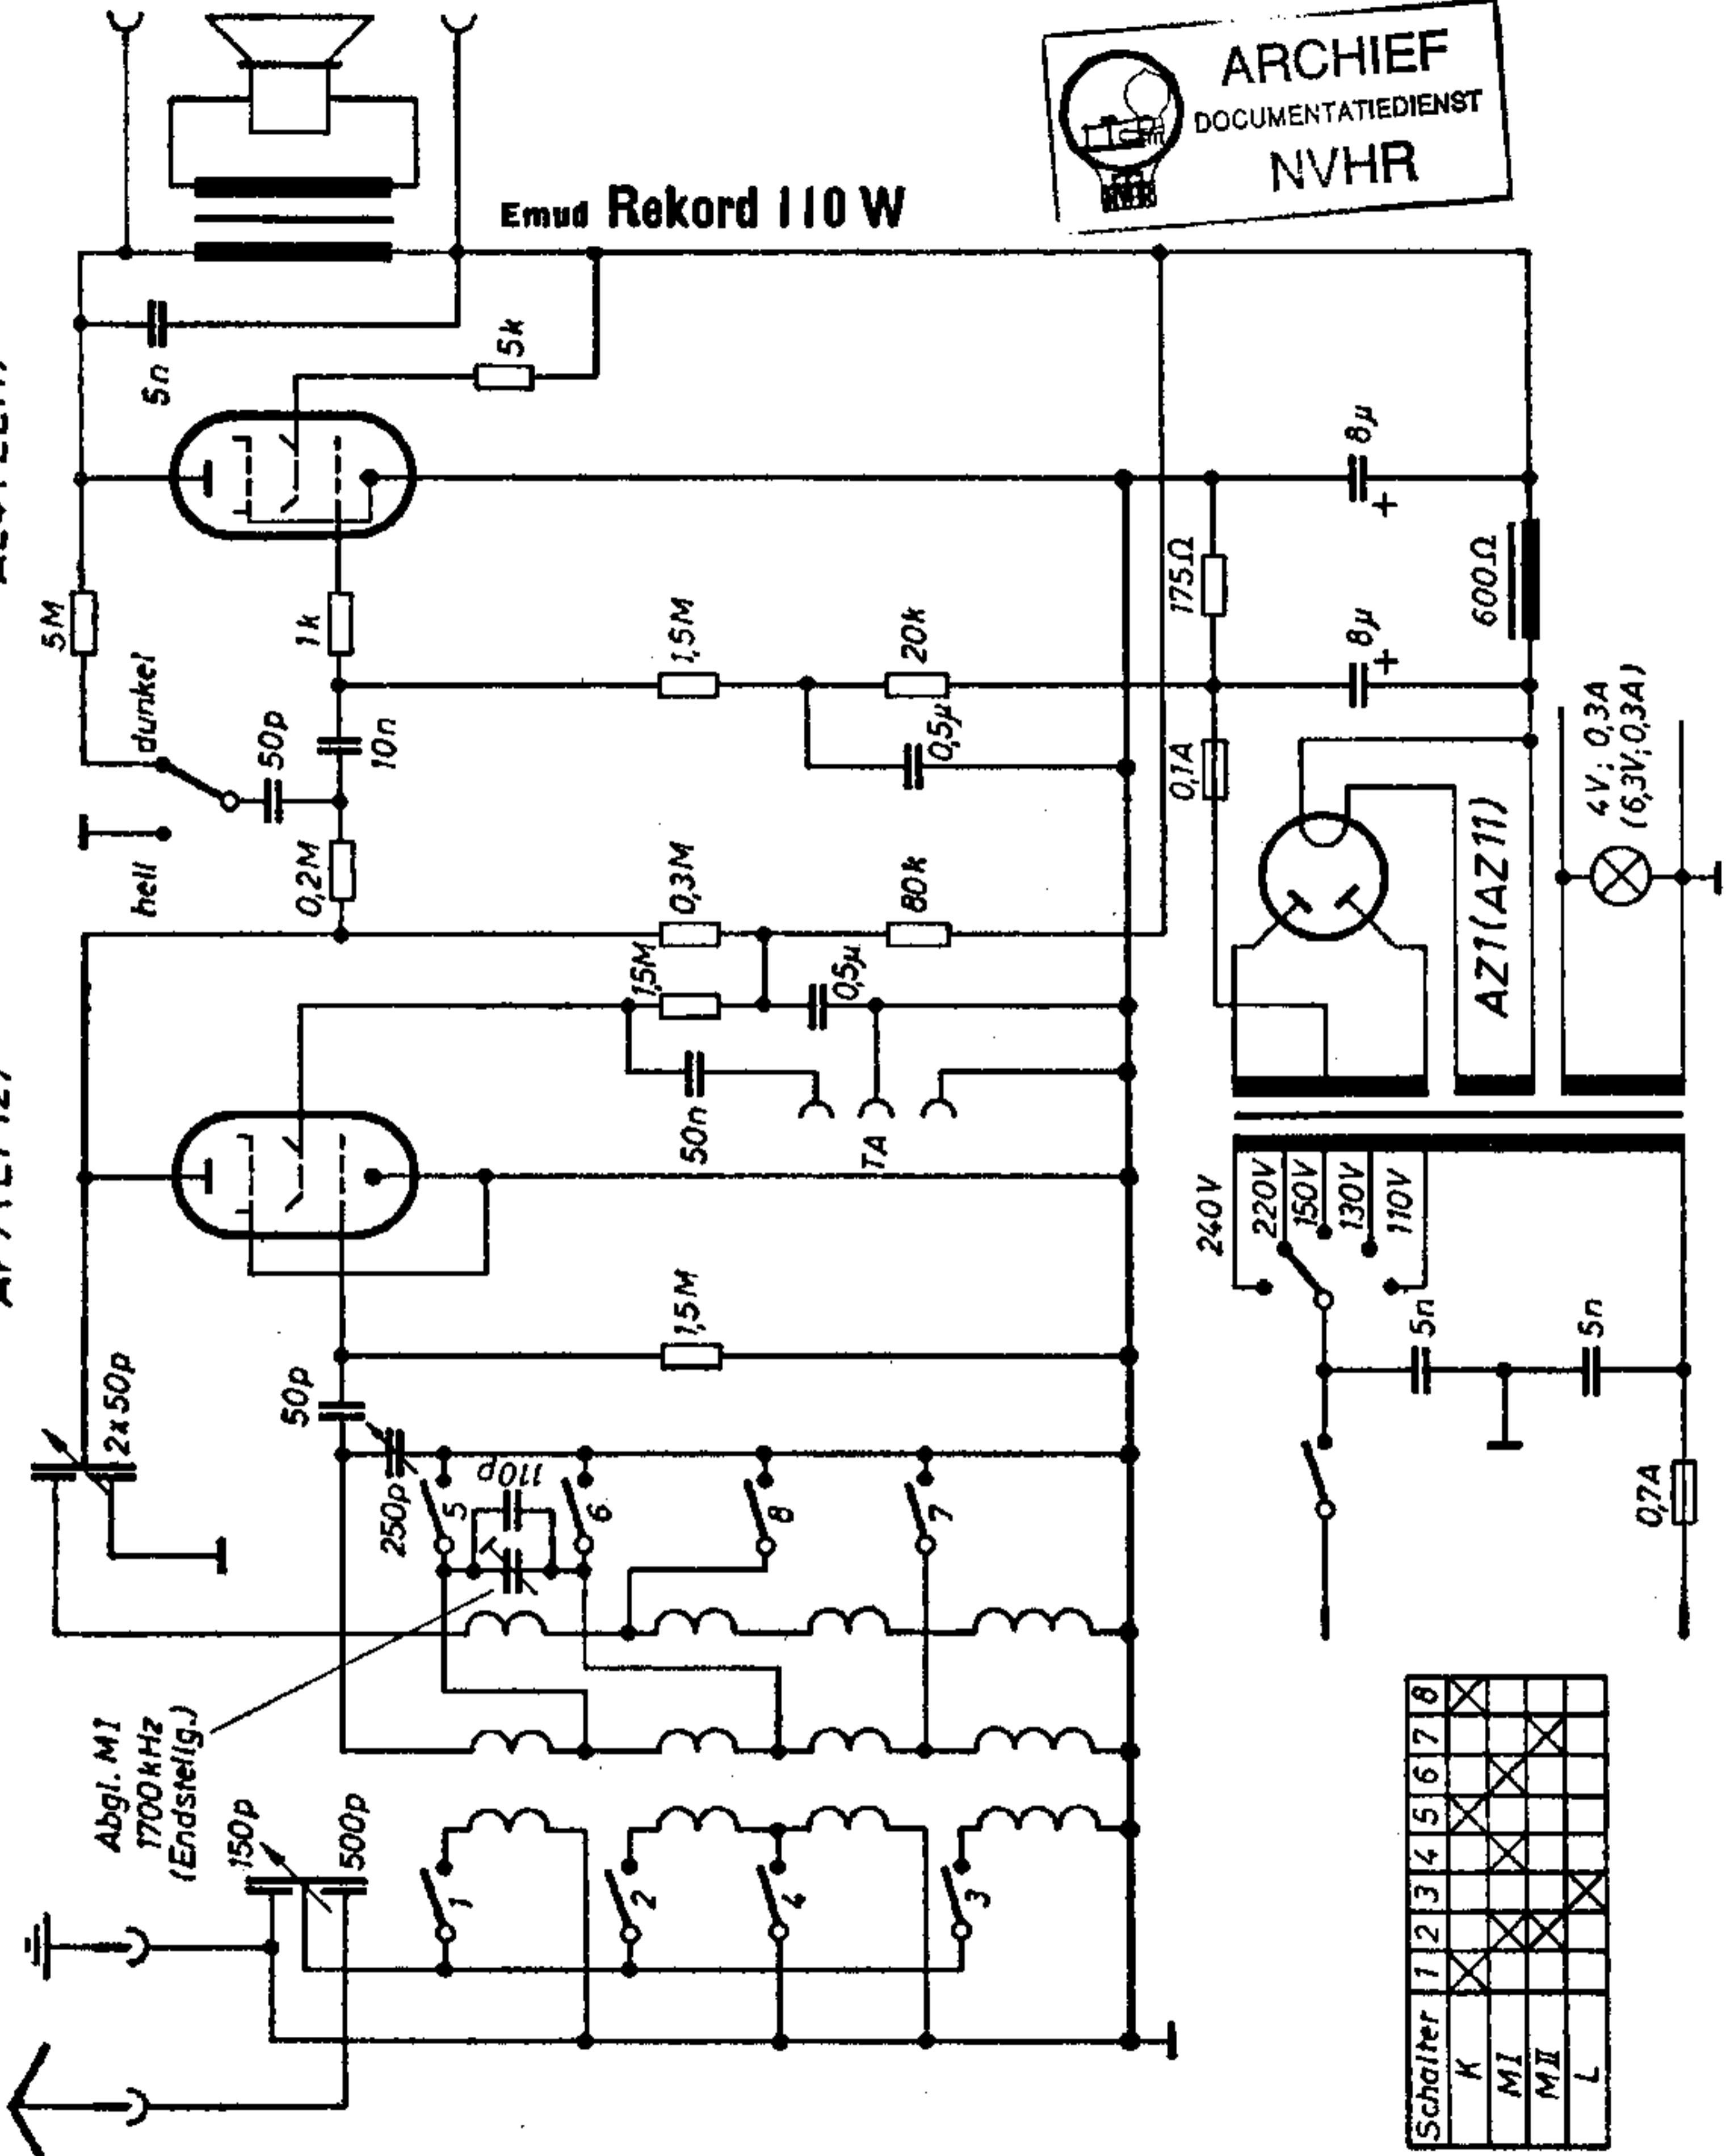 Emud Rekord 110 W
ARCHIEF
DOCUMENTATIEDIENST
NVHR
Abgl. MI
1700kHz
(Endstellg.)
150p
500p
1
2
4
3
2x50p
50p
250p
110p
5
6
8
7
1,5M
50n
TA
1,5M
0,5µ
0,3M
80k
0,2M
hell
dunkel
50p
10n
5M
1k
1,5M
20k
0,5µ
5n
5k
175Ω
0,1A
8µ
8µ
+
+
600Ω
4V; 0,3A
(6,3V; 0,3A)
AZ1(AZ11)
240V
220V
150V
130V
110V
5n
5n
0,7A
Schalter 1 2 3 4 5 6 7 8
K
MI
MII
L